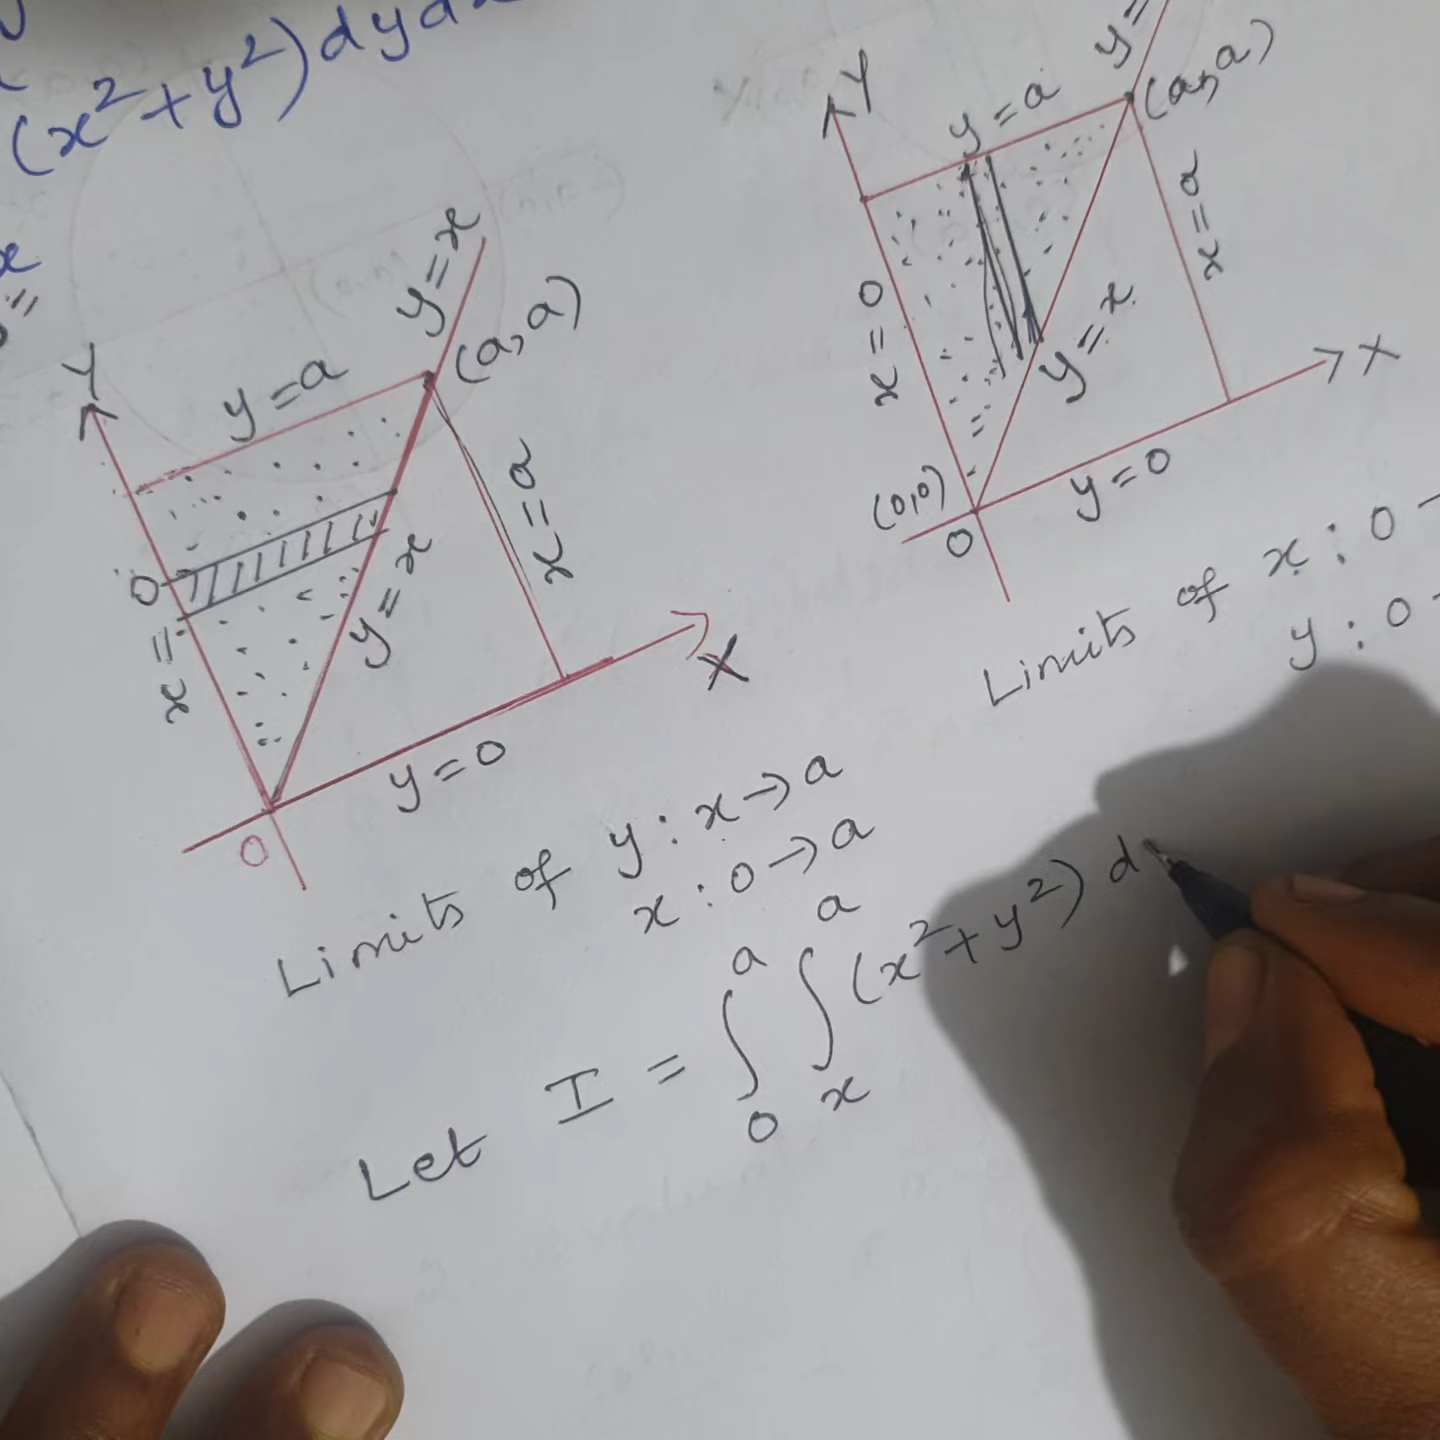 (x²+y²)dyd
x
Y
y=a
y=x
(a,a)
x=0
y=x
x=a
X
y=0
O
Y
y=a
y=
(a,a)
x=0
y=x
x=a
X
(0,0)
O
y=0
Limits of x : 0
y : 0
Limits of y : x→a
x : 0→a
Let I = ∫₀ᵃ ∫ₓᵃ (x²+y²) d